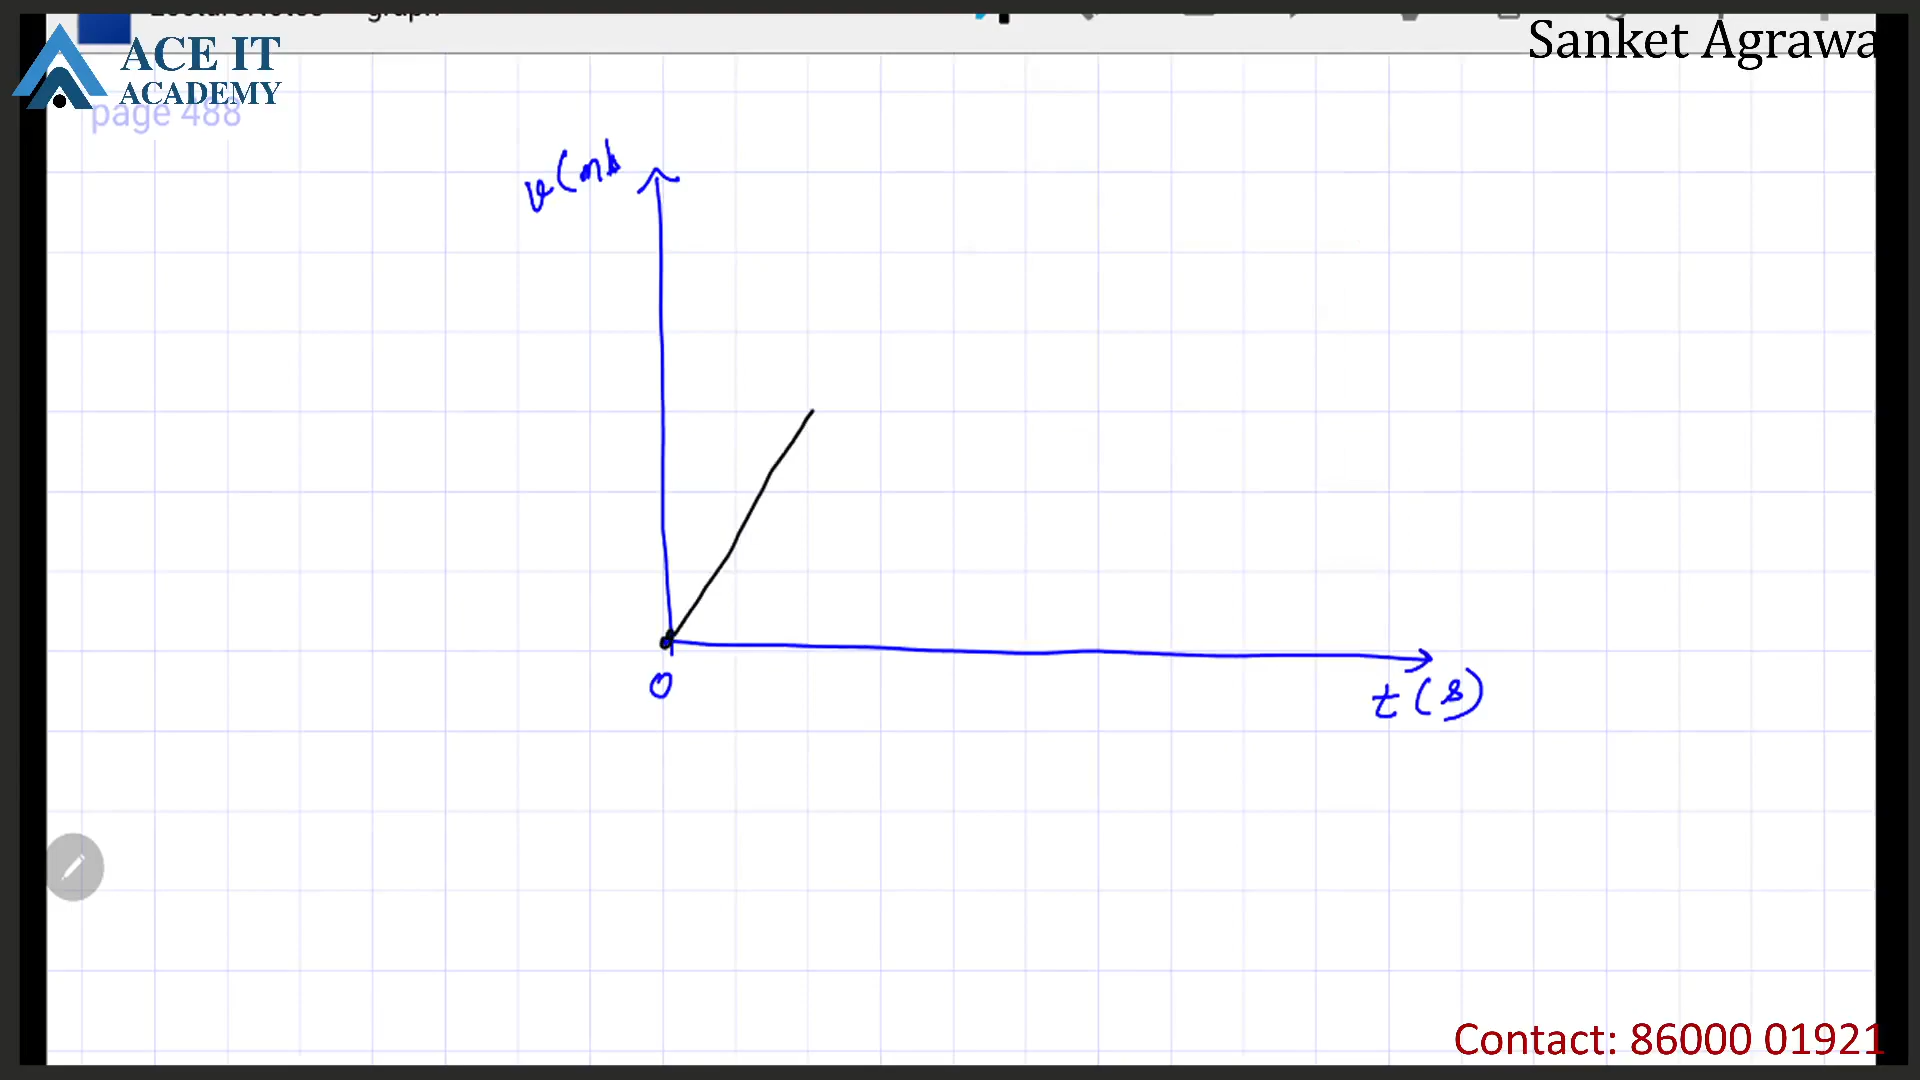 Sanket Agrawa
ACE IT
ACADEMY
page 488
v (m/s
0
t (s)
Contact: 86000 01921